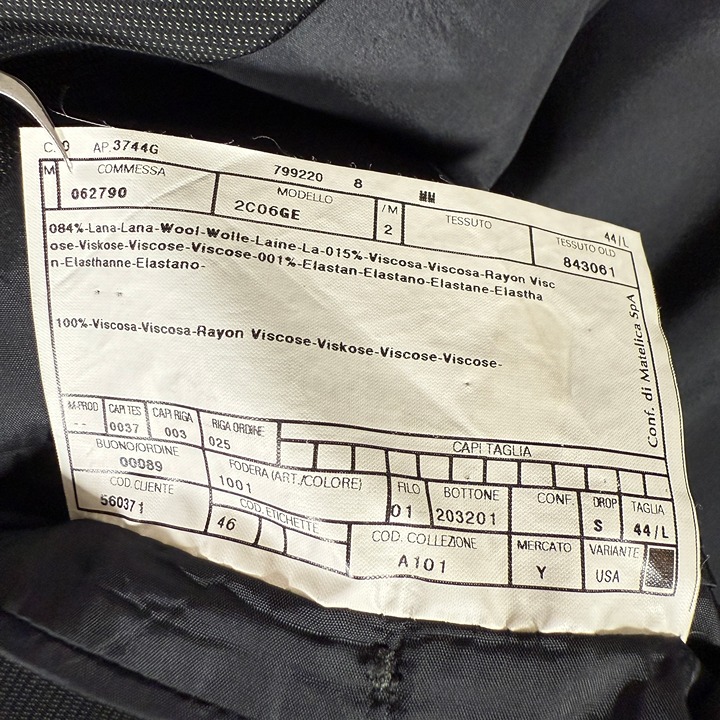 AP.3744G 799220 8 44/L
M COMMESSA MODELLO /M TESSUTO TESSUTO OLD
062790 2C06GE 2 843061
084%-Lana-Lana-Wool-Wolle-Laine-La-015%-Viscosa-Viscosa-Rayon Visc
ose-Viskose-Viscose-Viscose-001%-Elastan-Elastano-Elastane-Elastha
n-Elasthanne-Elastano-
100%-Viscosa-Viscosa-Rayon Viscose-Viskose-Viscose-Viscose-
Conf. di Matelica SpA
M-PROD CAPI TES CAPI RIGA RIGA ORDINE CAPI TAGLIA
-- 0037 003 025
BUONO/ORDINE FODERA (ART./COLORE) FILO BOTTONE CONF. DROP TAGLIA
00089 1001 01 203201 S 44/L
COD. CLIENTE COD. ETICHETTE COD. COLLEZIONE MERCATO VARIANTE
560371 46 A101 Y USA